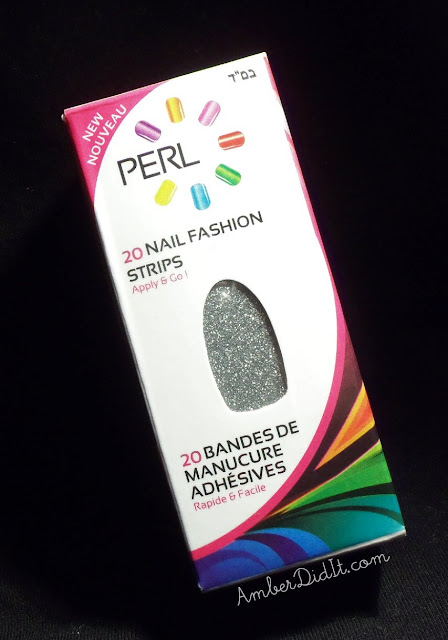 בס"ד
NEW
NOUVEAU
PERL
20 NAIL FASHION
STRIPS
Apply & Go !
20 BANDES DE
MANUCURE
ADHÉSIVES
Rapide & Facile
AmberDidIt.com